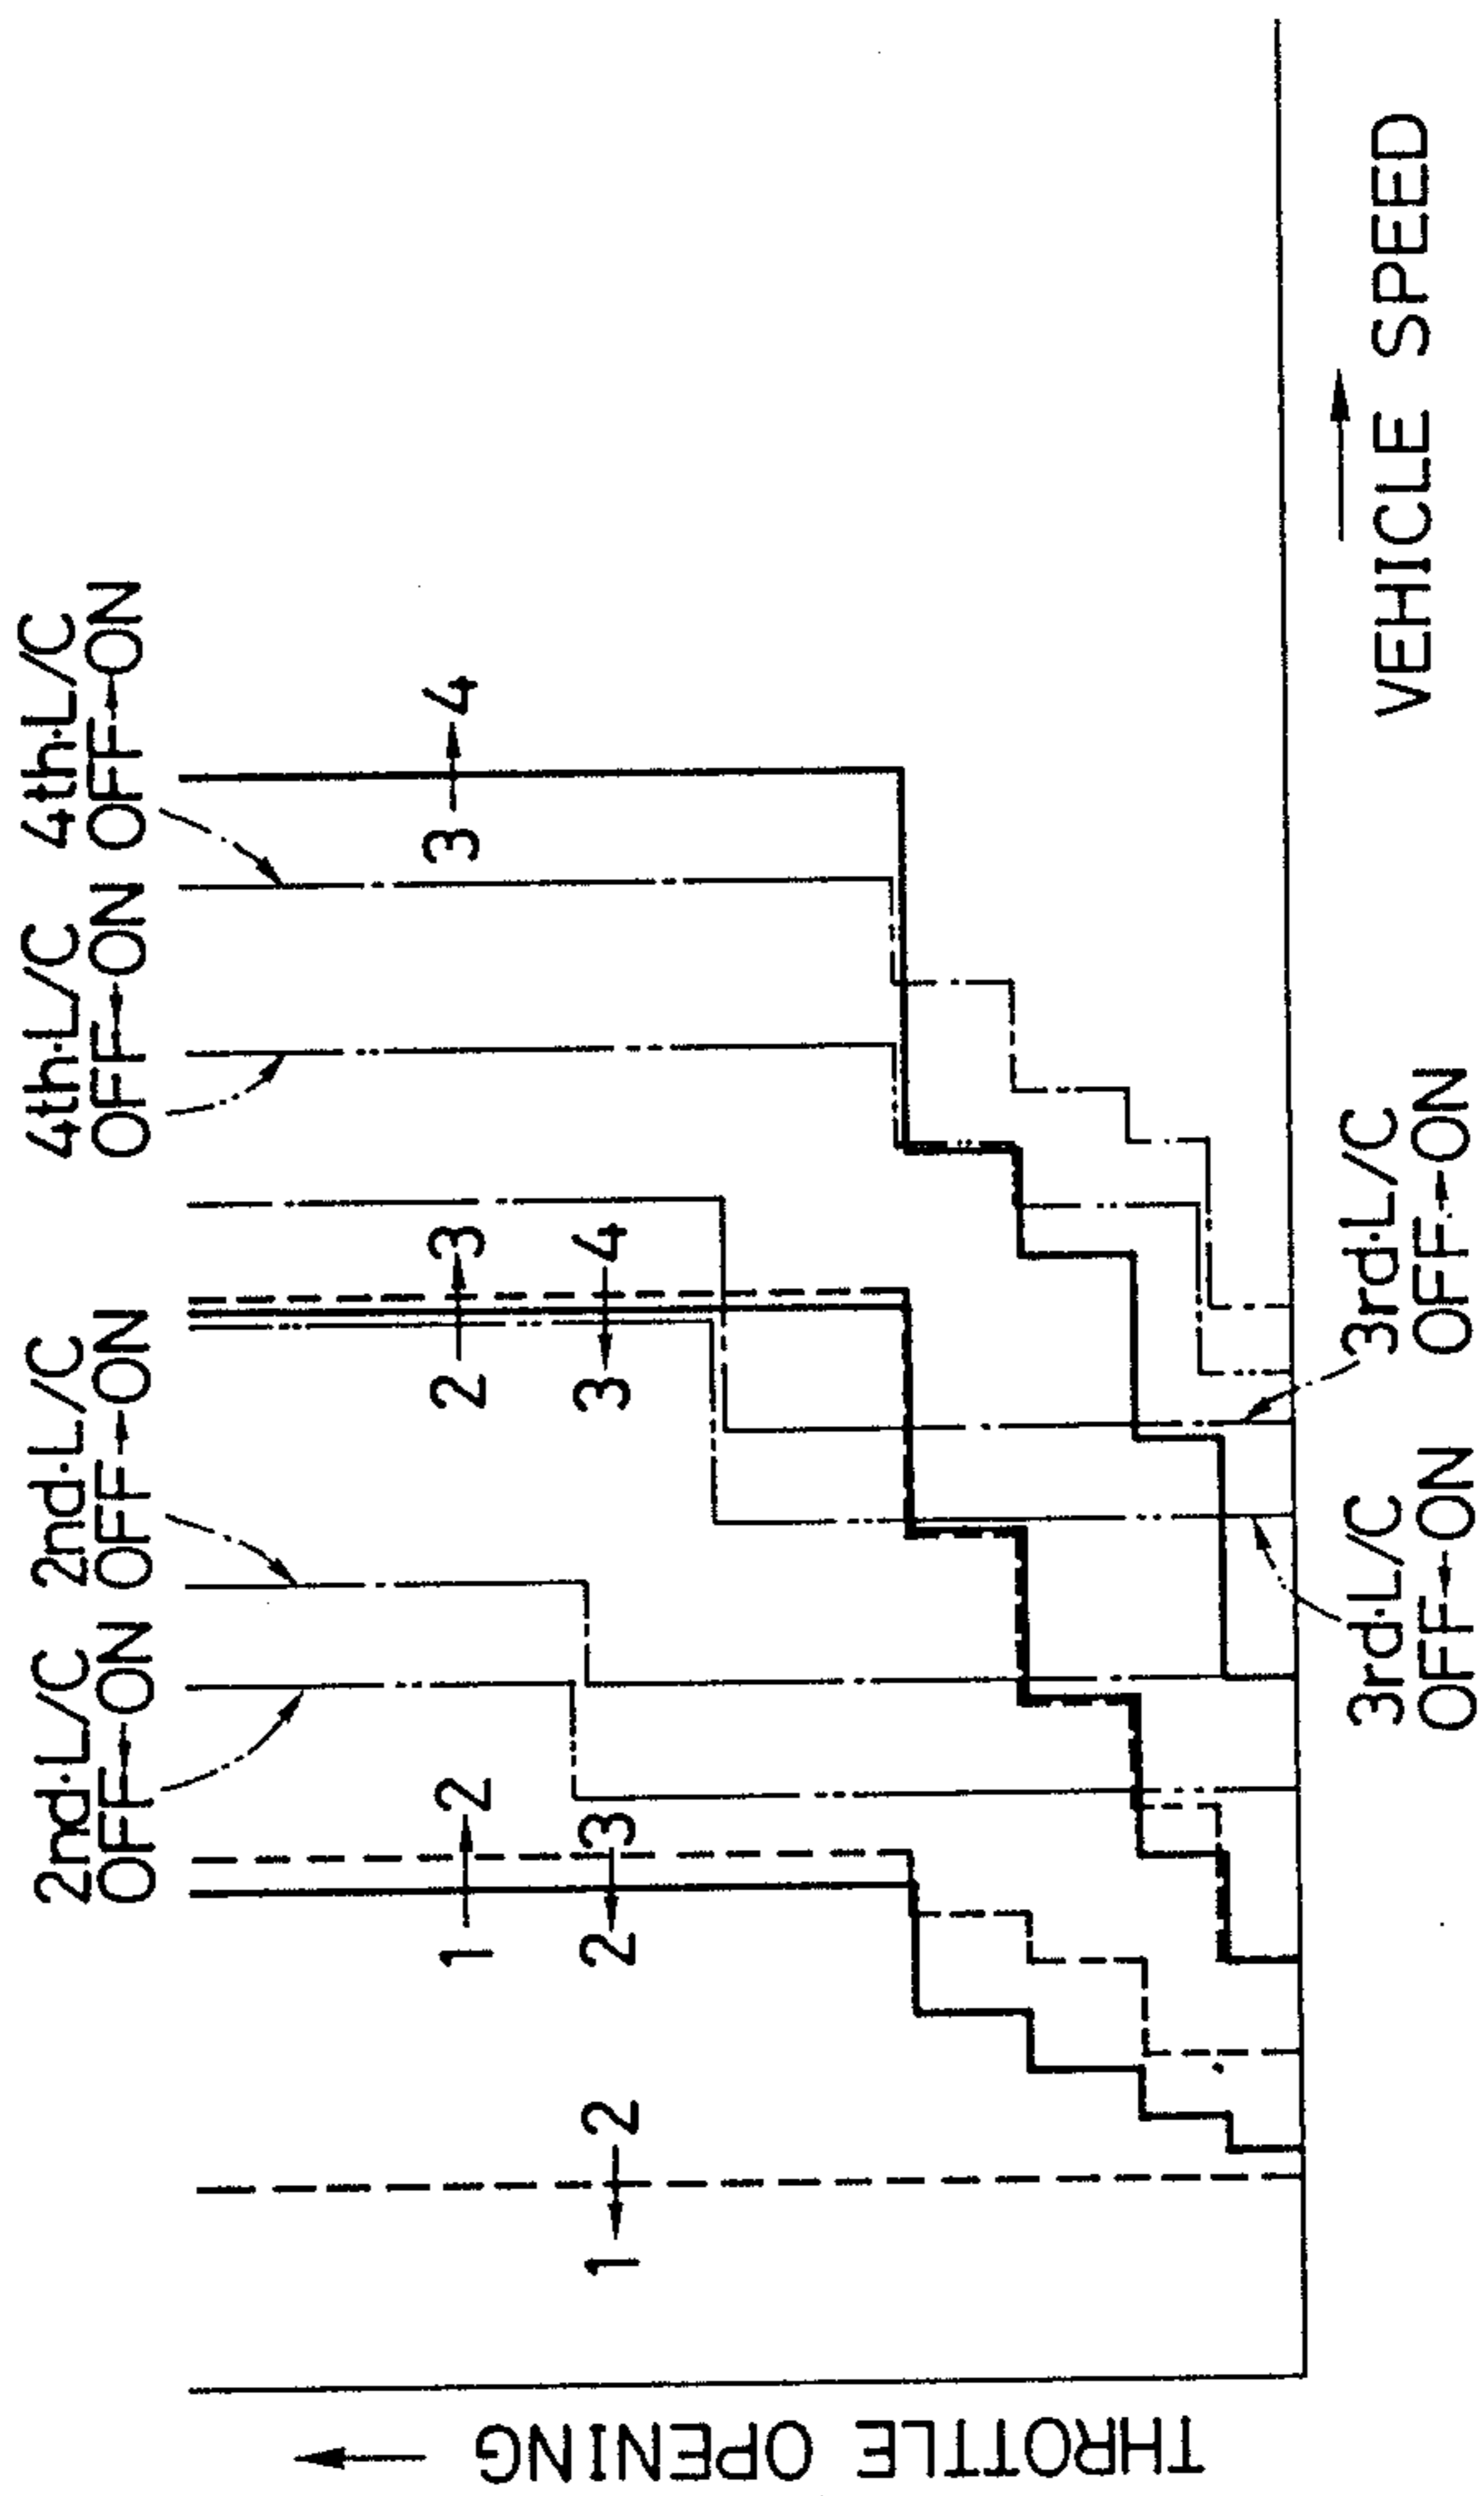 2nd·L/C
OFF←ON
2nd·L/C
OFF→ON
4th·L/C
OFF←ON
4th·L/C
OFF→ON
1→2
2→3
3→4
1←2
2←3
3←4
THROTTLE OPENING
3rd·L/C
OFF←ON
3rd·L/C
OFF→ON
VEHICLE SPEED